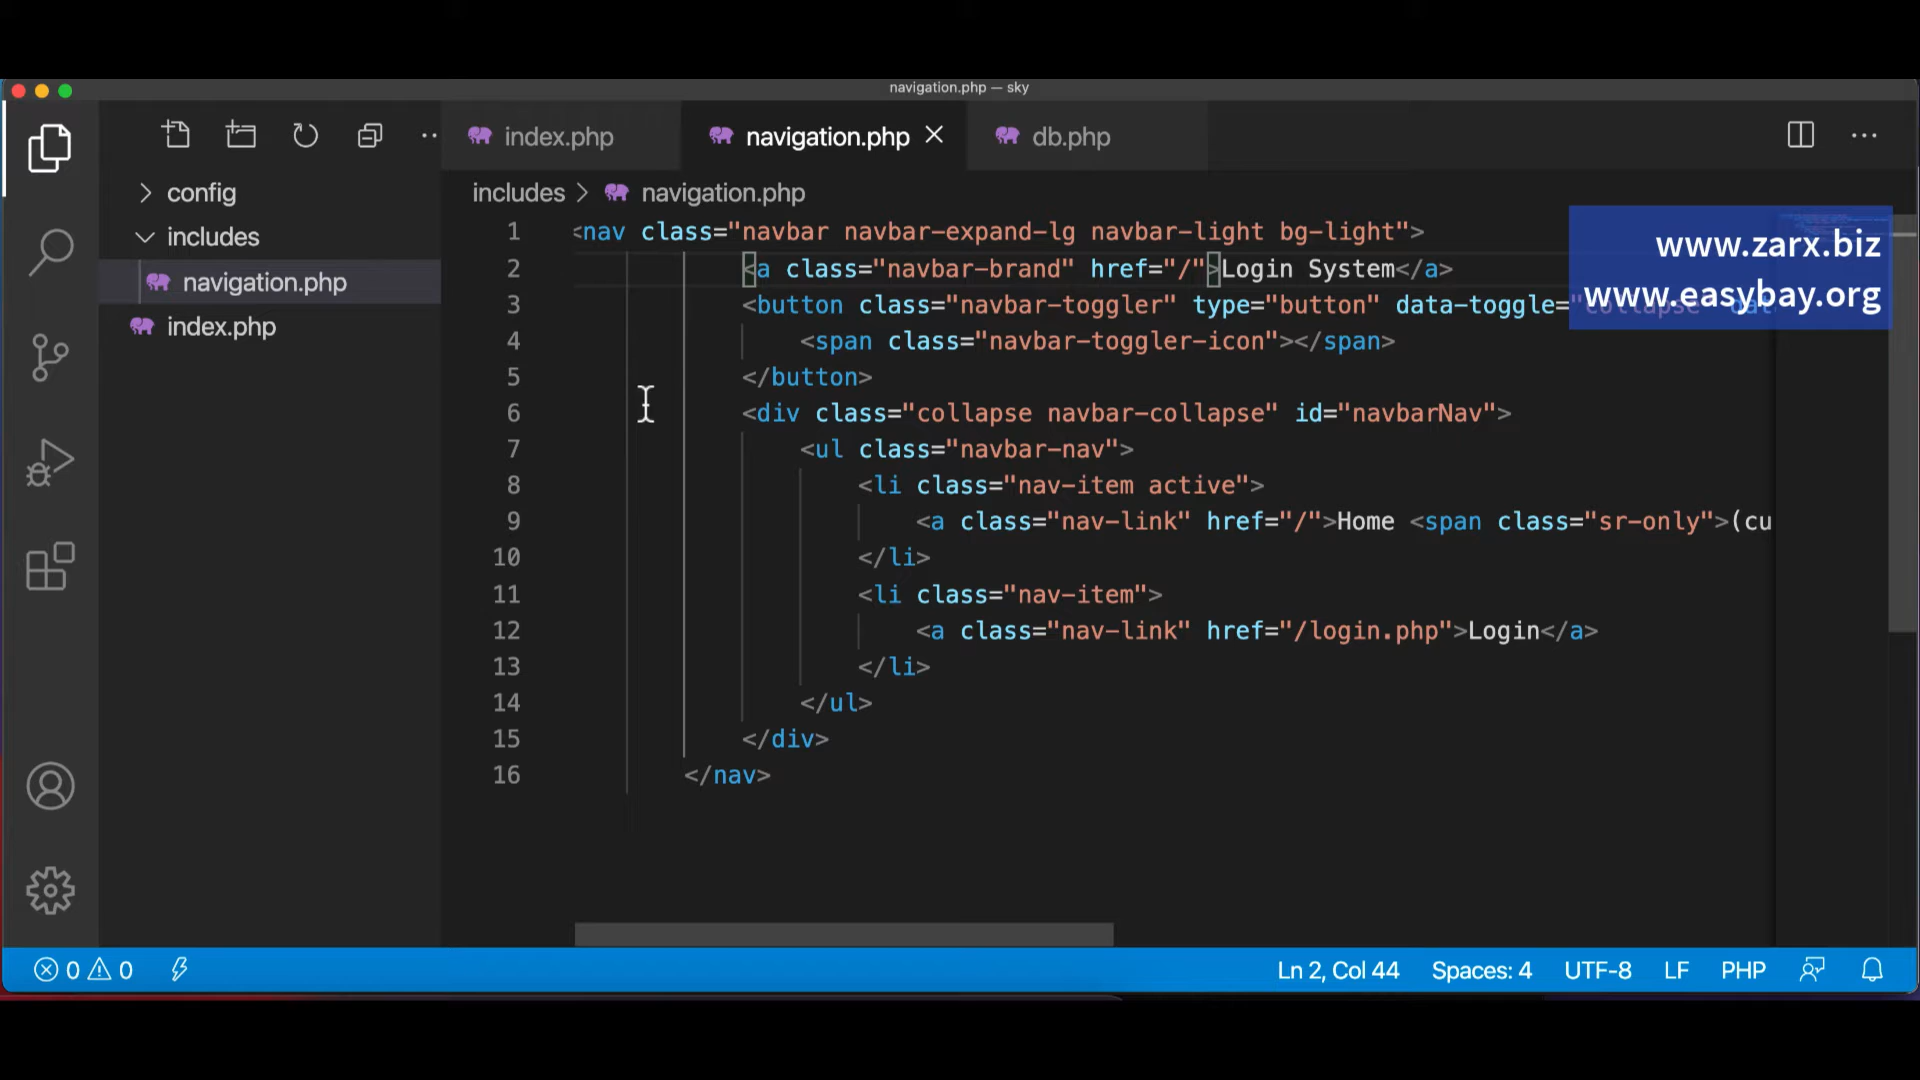 navigation.php — sky
index.php
navigation.php
db.php
config
includes
navigation.php
index.php
includes > navigation.php
1 <nav class="navbar navbar-expand-lg navbar-light bg-light">
2 <a class="navbar-brand" href="/">Login System</a>
3 <button class="navbar-toggler" type="button" data-toggle=
4 <span class="navbar-toggler-icon"></span>
5 </button>
6 <div class="collapse navbar-collapse" id="navbarNav">
7 <ul class="navbar-nav">
8 <li class="nav-item active">
9 <a class="nav-link" href="/">Home <span class="sr-only">(cu
10 </li>
11 <li class="nav-item">
12 <a class="nav-link" href="/login.php">Login</a>
13 </li>
14 </ul>
15 </div>
16 </nav>
www.zarx.biz
www.easybay.org
0 0
Ln 2, Col 44 Spaces: 4 UTF-8 LF PHP